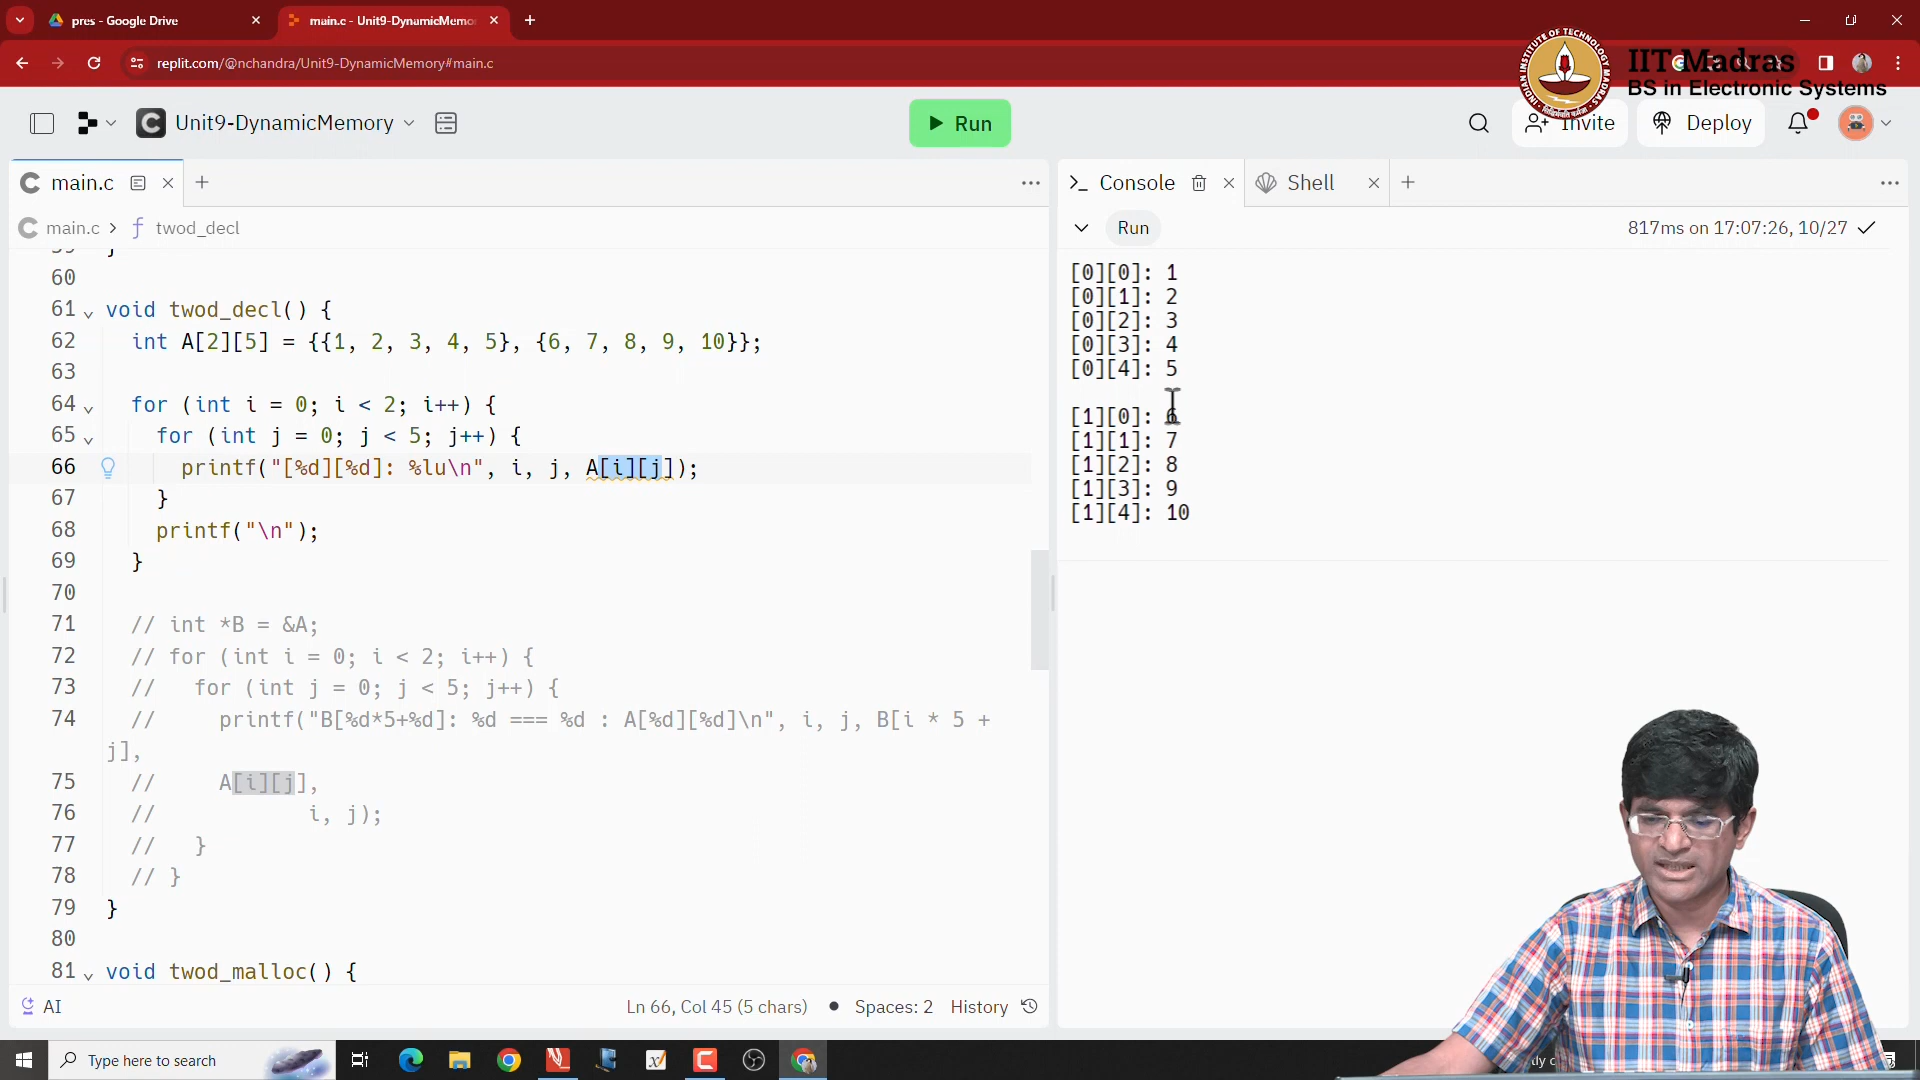 pres - Google Drive
main.c - Unit9-DynamicMemo
replit.com/@nchandra/Unit9-DynamicMemory#main.c
IIT Madras
BS in Electronic Systems
Unit9-DynamicMemory
Run
Invite
Deploy
main.c
Console
Shell
main.c > twod_decl
Run
817ms on 17:07:26, 10/27
60
61 void twod_decl() {
62 int A[2][5] = {{1, 2, 3, 4, 5}, {6, 7, 8, 9, 10}};
63
64 for (int i = 0; i < 2; i++) {
65 for (int j = 0; j < 5; j++) {
66 printf("[%d][%d]: %lu\n", i, j, A[i][j]);
67 }
68 printf("\n");
69 }
70
71 // int *B = &A;
72 // for (int i = 0; i < 2; i++) {
73 // for (int j = 0; j < 5; j++) {
74 // printf("B[%d*5+%d]: %d === %d : A[%d][%d]\n", i, j, B[i * 5 +
j],
75 // A[i][j],
76 // i, j);
77 // }
78 // }
79 }
80
81 void twod_malloc() {
[0][0]: 1
[0][1]: 2
[0][2]: 3
[0][3]: 4
[0][4]: 5
[1][0]: 6
[1][1]: 7
[1][2]: 8
[1][3]: 9
[1][4]: 10
AI
Ln 66, Col 45 (5 chars)
Spaces: 2
History
Type here to search